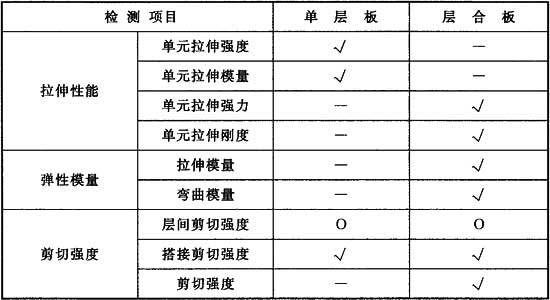 检 测 项目 单 层 板 层 合 板
拉伸性能 单元拉伸强度 √ —
单元拉伸模量 √ —
单元拉伸强力 — √
单元拉伸刚度 — √
弹性模量 拉伸模量 — √
弯曲模量 — √
剪切强度 层间剪切强度 O O
搭接剪切强度 √ √
剪切强度 — √